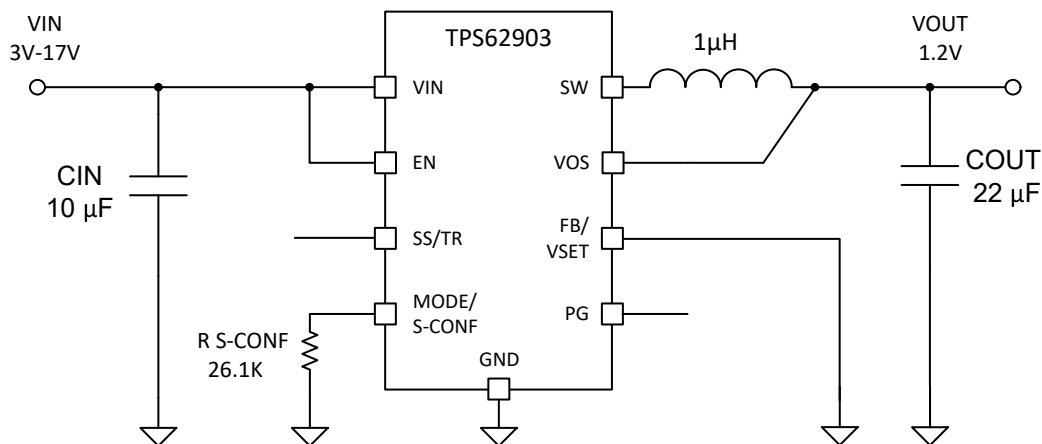 VIN
3V-17V
TPS62903
1µH
VOUT
1.2V
VIN
SW
EN
VOS
CIN
10 µF
COUT
22 µF
SS/TR
FB/
VSET
MODE/
S-CONF
PG
R S-CONF
26.1K
GND